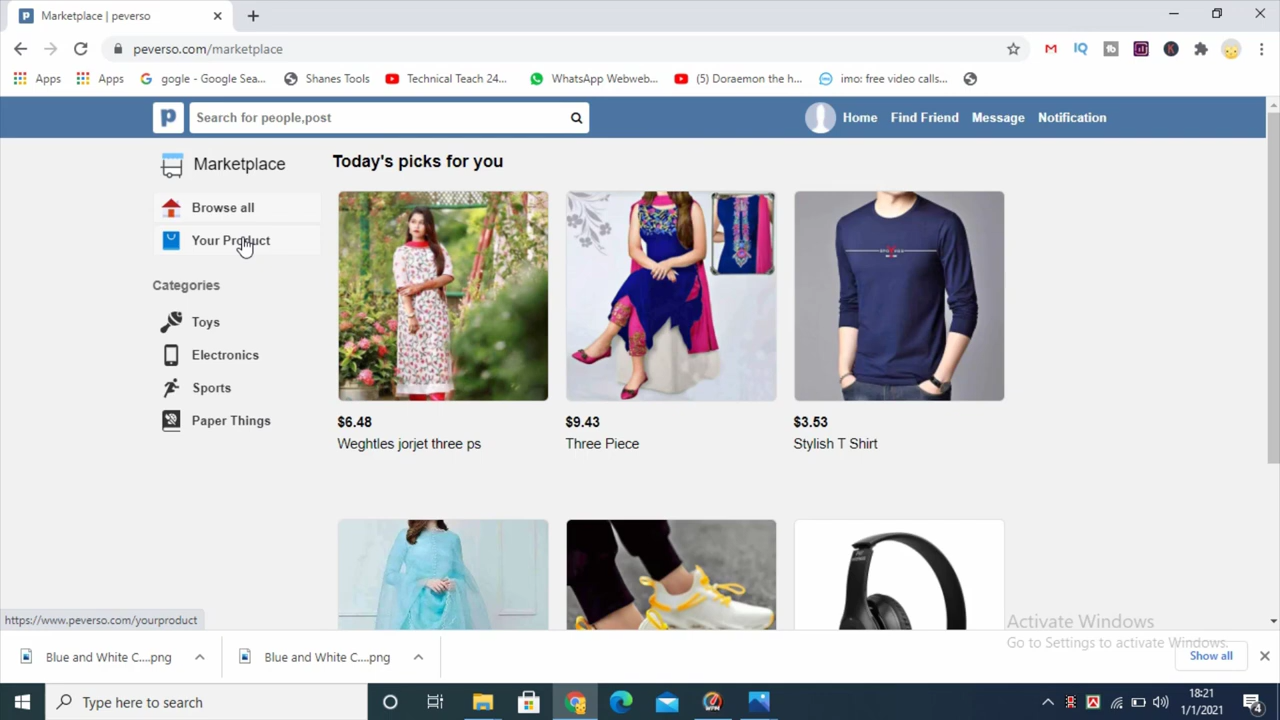 Marketplace | peverso
peverso.com/marketplace
Apps
Apps
gogle - Google Sea...
Shanes Tools
Technical Teach 24...
WhatsApp Webweb...
(5) Doraemon the h...
imo: free video calls...
p
Search for people,post
Home
Find Friend
Message
Notification
Marketplace
Browse all
Your Product
Categories
Toys
Electronics
Sports
Paper Things
Today's picks for you
$6.48
Weghtles jorjet three ps
$9.43
Three Piece
$3.53
Stylish T Shirt
https://www.peverso.com/yourproduct
Activate Windows
Go to Settings to activate Windows.
Blue and White C....png
Blue and White C....png
Show all
Type here to search
18:21
1/1/2021
4